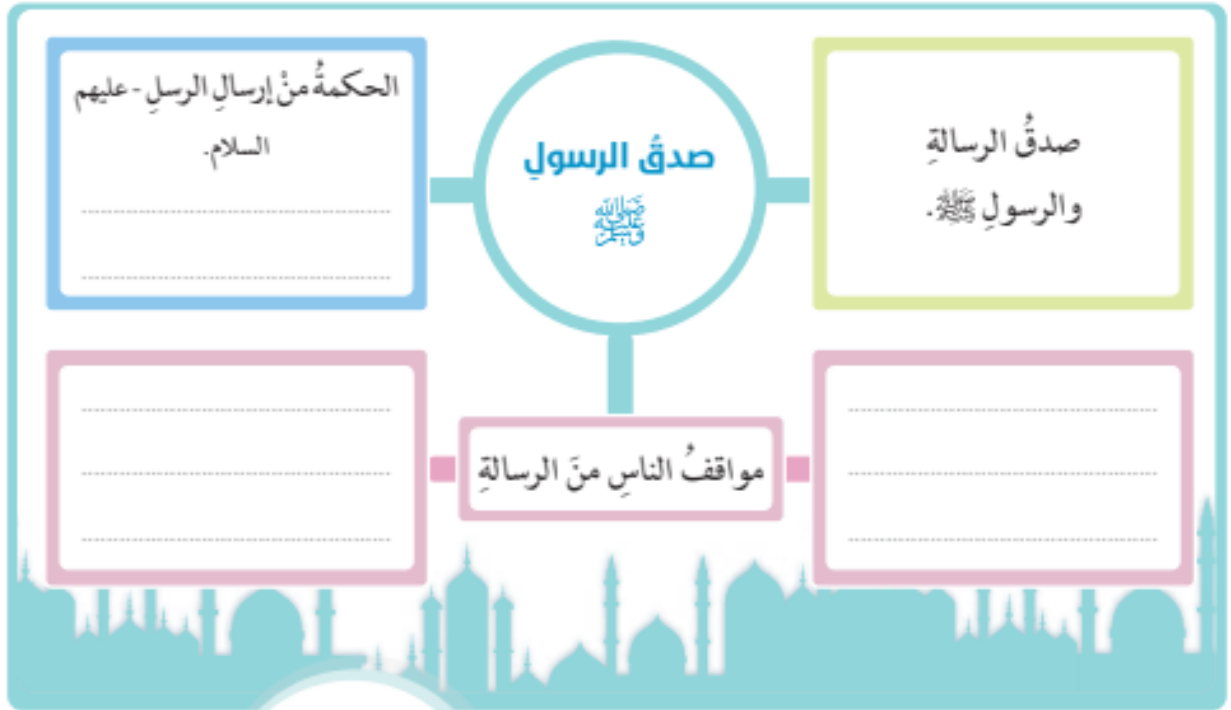 صدقُ الرسالةِ
والرسولِ ﷺ.
صدقُ الرسولِ
ﷺ
الحكمةُ منْ إرسالِ الرسلِ - عليهم
السلام.
مواقفُ الناسِ منَ الرسالةِ